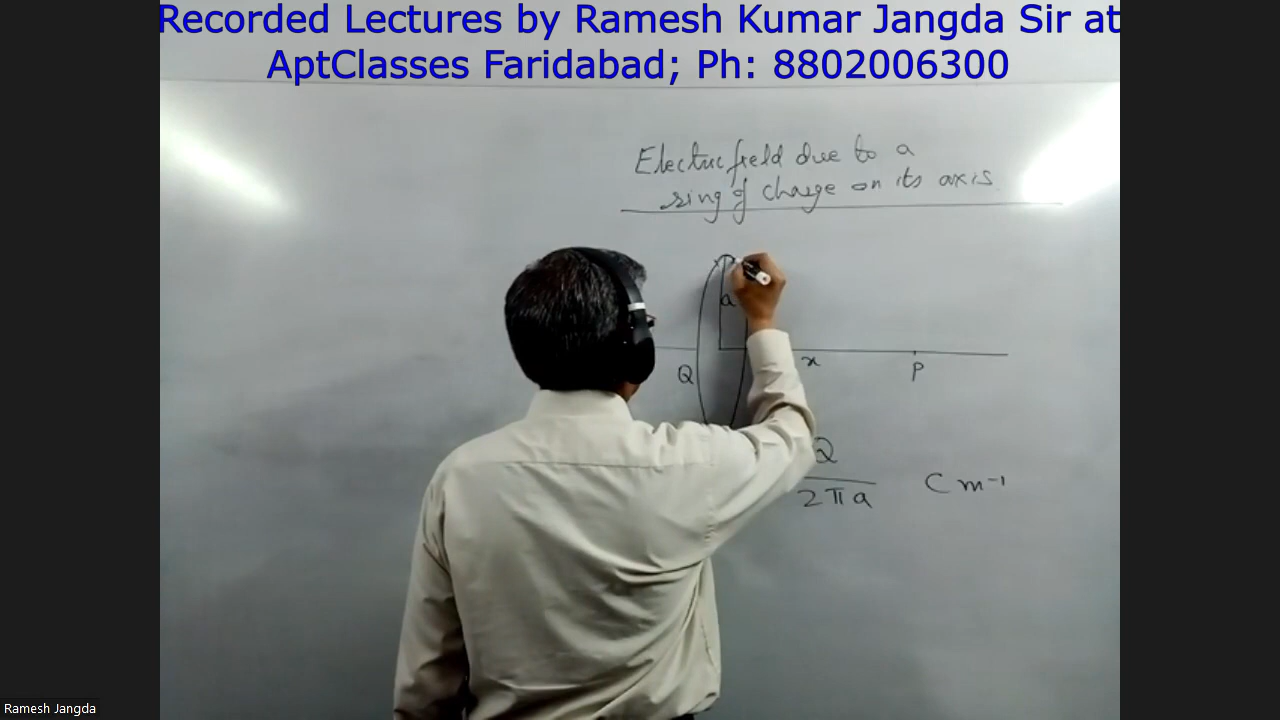 Recorded Lectures by Ramesh Kumar Jangda Sir at
AptClasses Faridabad; Ph: 8802006300
Electric field due to a
ring of charge on its axis
a
x
Q
P
Q
2πa
C m-1
Ramesh Jangda